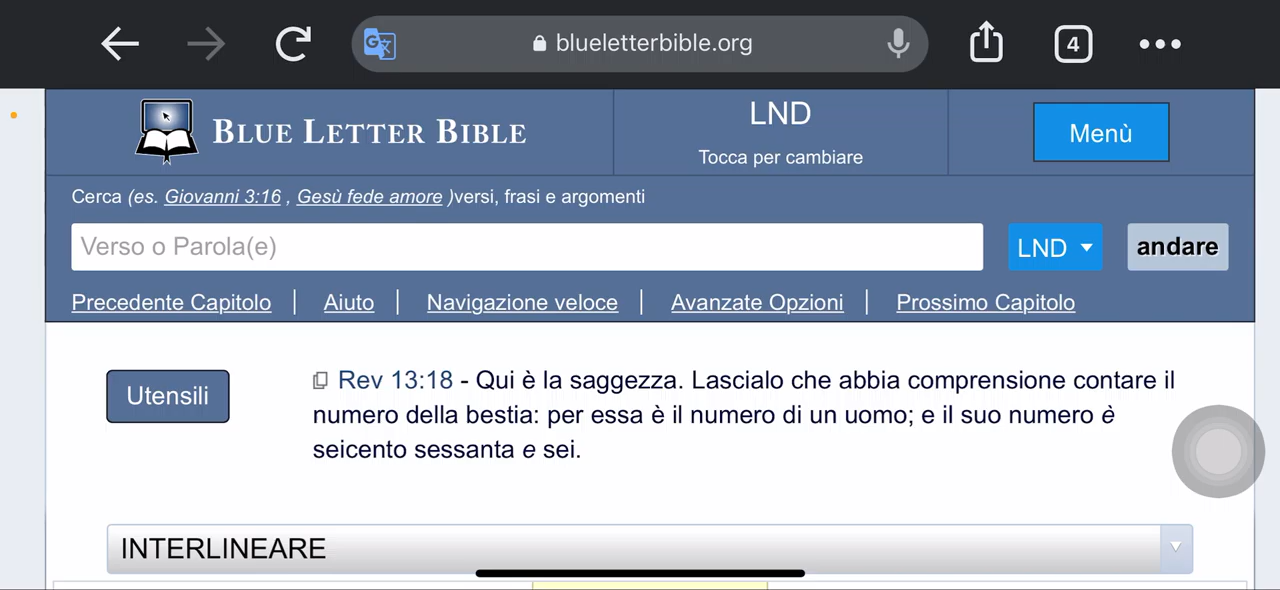 blueletterbible.org
4
BLUE LETTER BIBLE
LND
Tocca per cambiare
Menù
Cerca (es. Giovanni 3:16 , Gesù fede amore )versi, frasi e argomenti
Verso o Parola(e)
LND
andare
Precedente Capitolo | Aiuto | Navigazione veloce | Avanzate Opzioni | Prossimo Capitolo
Utensili
Rev 13:18 - Qui è la saggezza. Lascialo che abbia comprensione contare il
numero della bestia: per essa è il numero di un uomo; e il suo numero è
seicento sessanta e sei.
INTERLINEARE